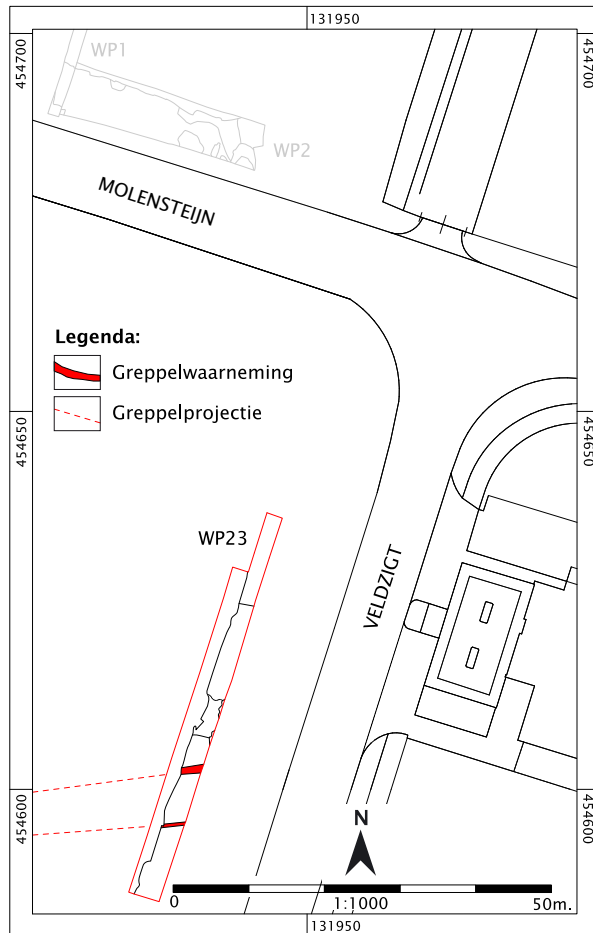 131950
454700
454700
WP1
WP2
MOLENSTEIJN
Legenda:
Greppelwaarneming
Greppelprojectie
454650
454650
WP23
VELDZIGT
454600
454600
N
0
1:1000
50m.
131950